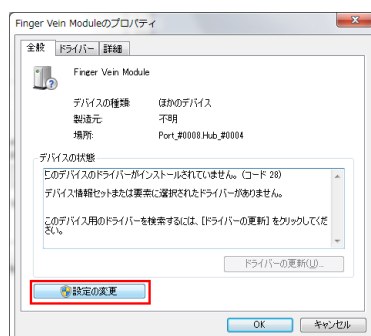 Finger Vein Moduleのプロパティ
全般 ドライバー 詳細
Finger Vein Module
デバイスの種類: ほかのデバイス
製造元: 不明
場所: Port_#0008.Hub_#0004
デバイスの状態
このデバイスのドライバーがインストールされていません。 (コード 28)
デバイス情報セットまたは要素に選択されたドライバーがありません。
このデバイス用のドライバーを検索するには、[ドライバーの更新] をクリックしてくだ
さい。
ドライバーの更新(U)...
設定の変更
OK キャンセル